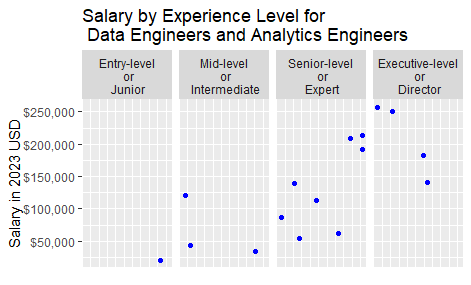 Salary by Experience Level for
Data Engineers and Analytics Engineers
Entry-level
or
Junior
Mid-level
or
Intermediate
Senior-level
or
Expert
Executive-level
or
Director
Salary in 2023 USD
$250,000
$200,000
$150,000
$100,000
$50,000